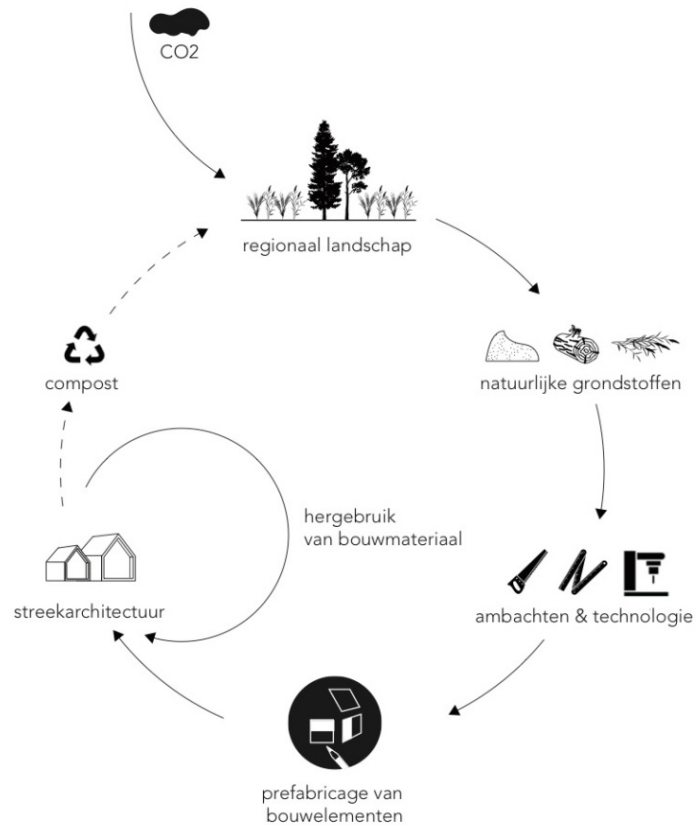 CO2
regionaal landschap
natuurlijke grondstoffen
ambachten & technologie
prefabricage van
bouwelementen
streekarchitectuur
hergebruik
van bouwmateriaal
compost